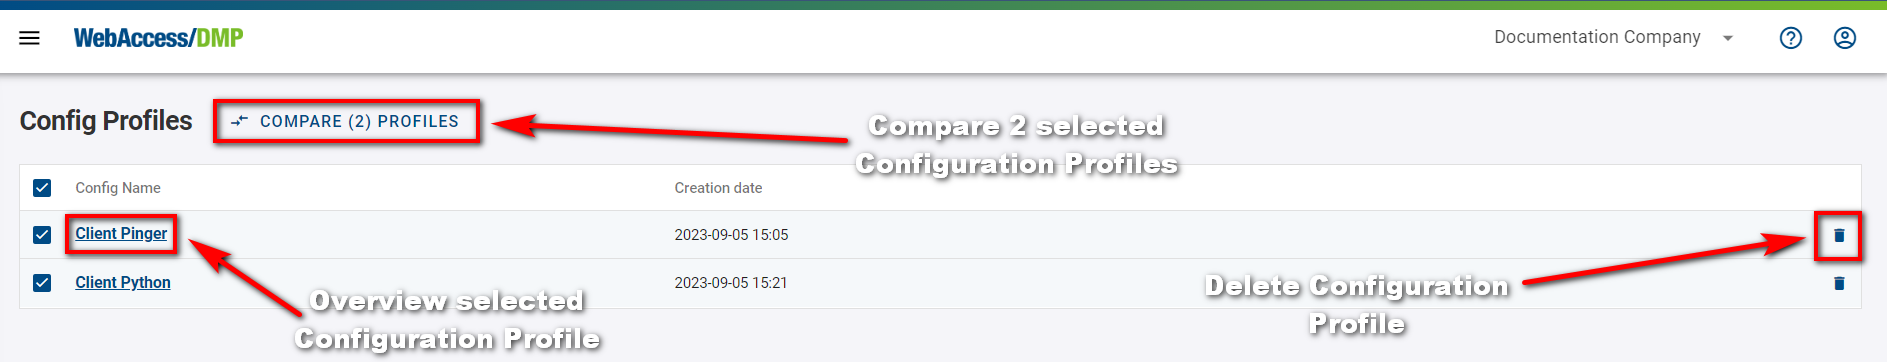 WebAccess/DMP
Documentation Company
Config Profiles
COMPARE (2) PROFILES
Compare 2 selected
Configuration Profiles
Config Name
Creation date
Client Pinger
2023-09-05 15:05
Client Python
2023-09-05 15:21
Overview selected
Configuration Profile
Delete Configuration
Profile